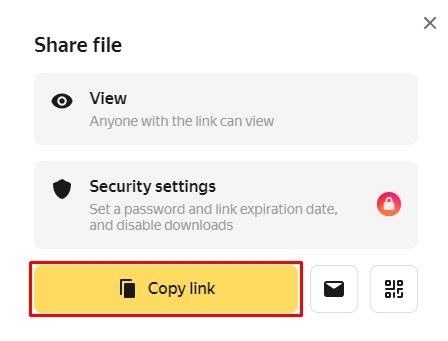 Share file
View
Anyone with the link can view
Security settings
Set a password and link expiration date,
and disable downloads
Copy link